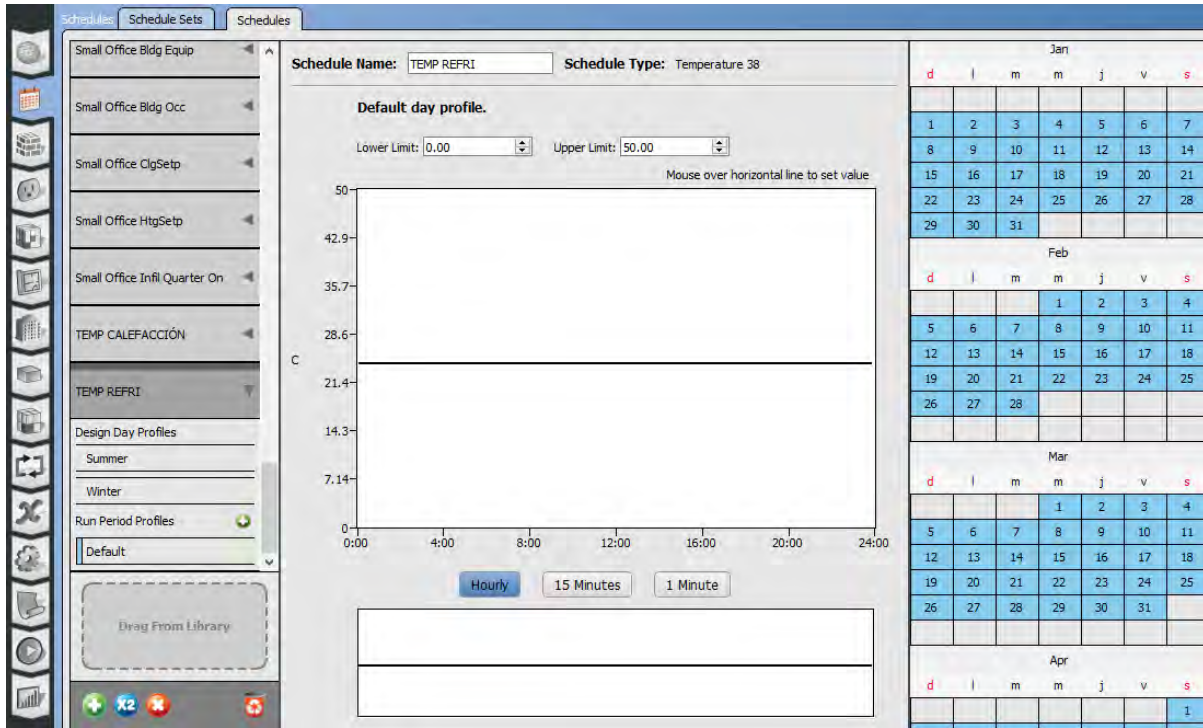 Schedules Schedule Sets Schedules
Small Office Bldg Equip
Small Office Bldg Occ
Small Office ClgSetp
Small Office HtgSetp
Small Office Infil Quarter On
TEMP CALEFACCIÓN
TEMP REFRI
Design Day Profiles
Summer
Winter
Run Period Profiles
Default
Drag From Library
X2
Schedule Name: TEMP REFRI Schedule Type: Temperature 38
Default day profile.
Lower Limit: 0.00 Upper Limit: 50.00
Mouse over horizontal line to set value
50
42.9
35.7
28.6
C
21.4
14.3
7.14
0
0:00 4:00 8:00 12:00 16:00 20:00 24:00
Hourly 15 Minutes 1 Minute
Jan
d l m m j v s
1 2 3 4 5 6 7
8 9 10 11 12 13 14
15 16 17 18 19 20 21
22 23 24 25 26 27 28
29 30 31
Feb
d l m m j v s
1 2 3 4
5 6 7 8 9 10 11
12 13 14 15 16 17 18
19 20 21 22 23 24 25
26 27 28
Mar
d l m m j v s
1 2 3 4
5 6 7 8 9 10 11
12 13 14 15 16 17 18
19 20 21 22 23 24 25
26 27 28 29 30 31
Apr
d l m m j v s
1